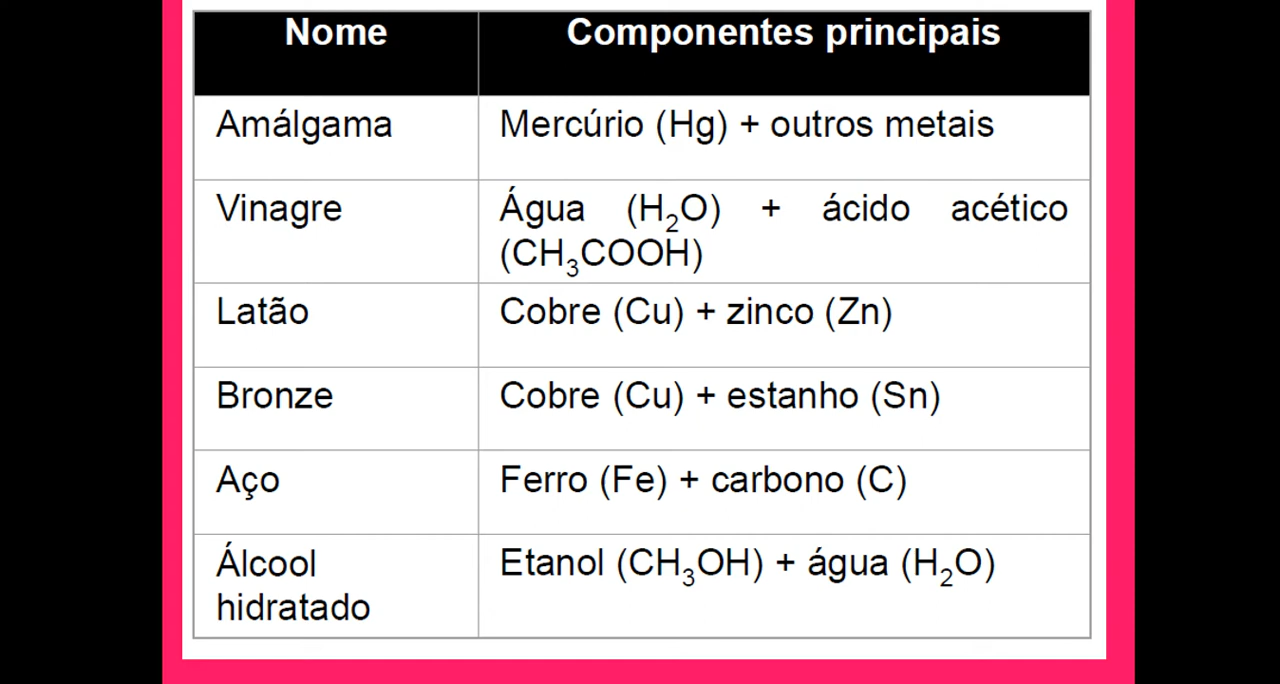 Nome Componentes principais
Amálgama Mercúrio (Hg) + outros metais
Vinagre Água (H₂O) + ácido acético
(CH₃COOH)
Latão Cobre (Cu) + zinco (Zn)
Bronze Cobre (Cu) + estanho (Sn)
Aço Ferro (Fe) + carbono (C)
Álcool Etanol (CH₃OH) + água (H₂O)
hidratado